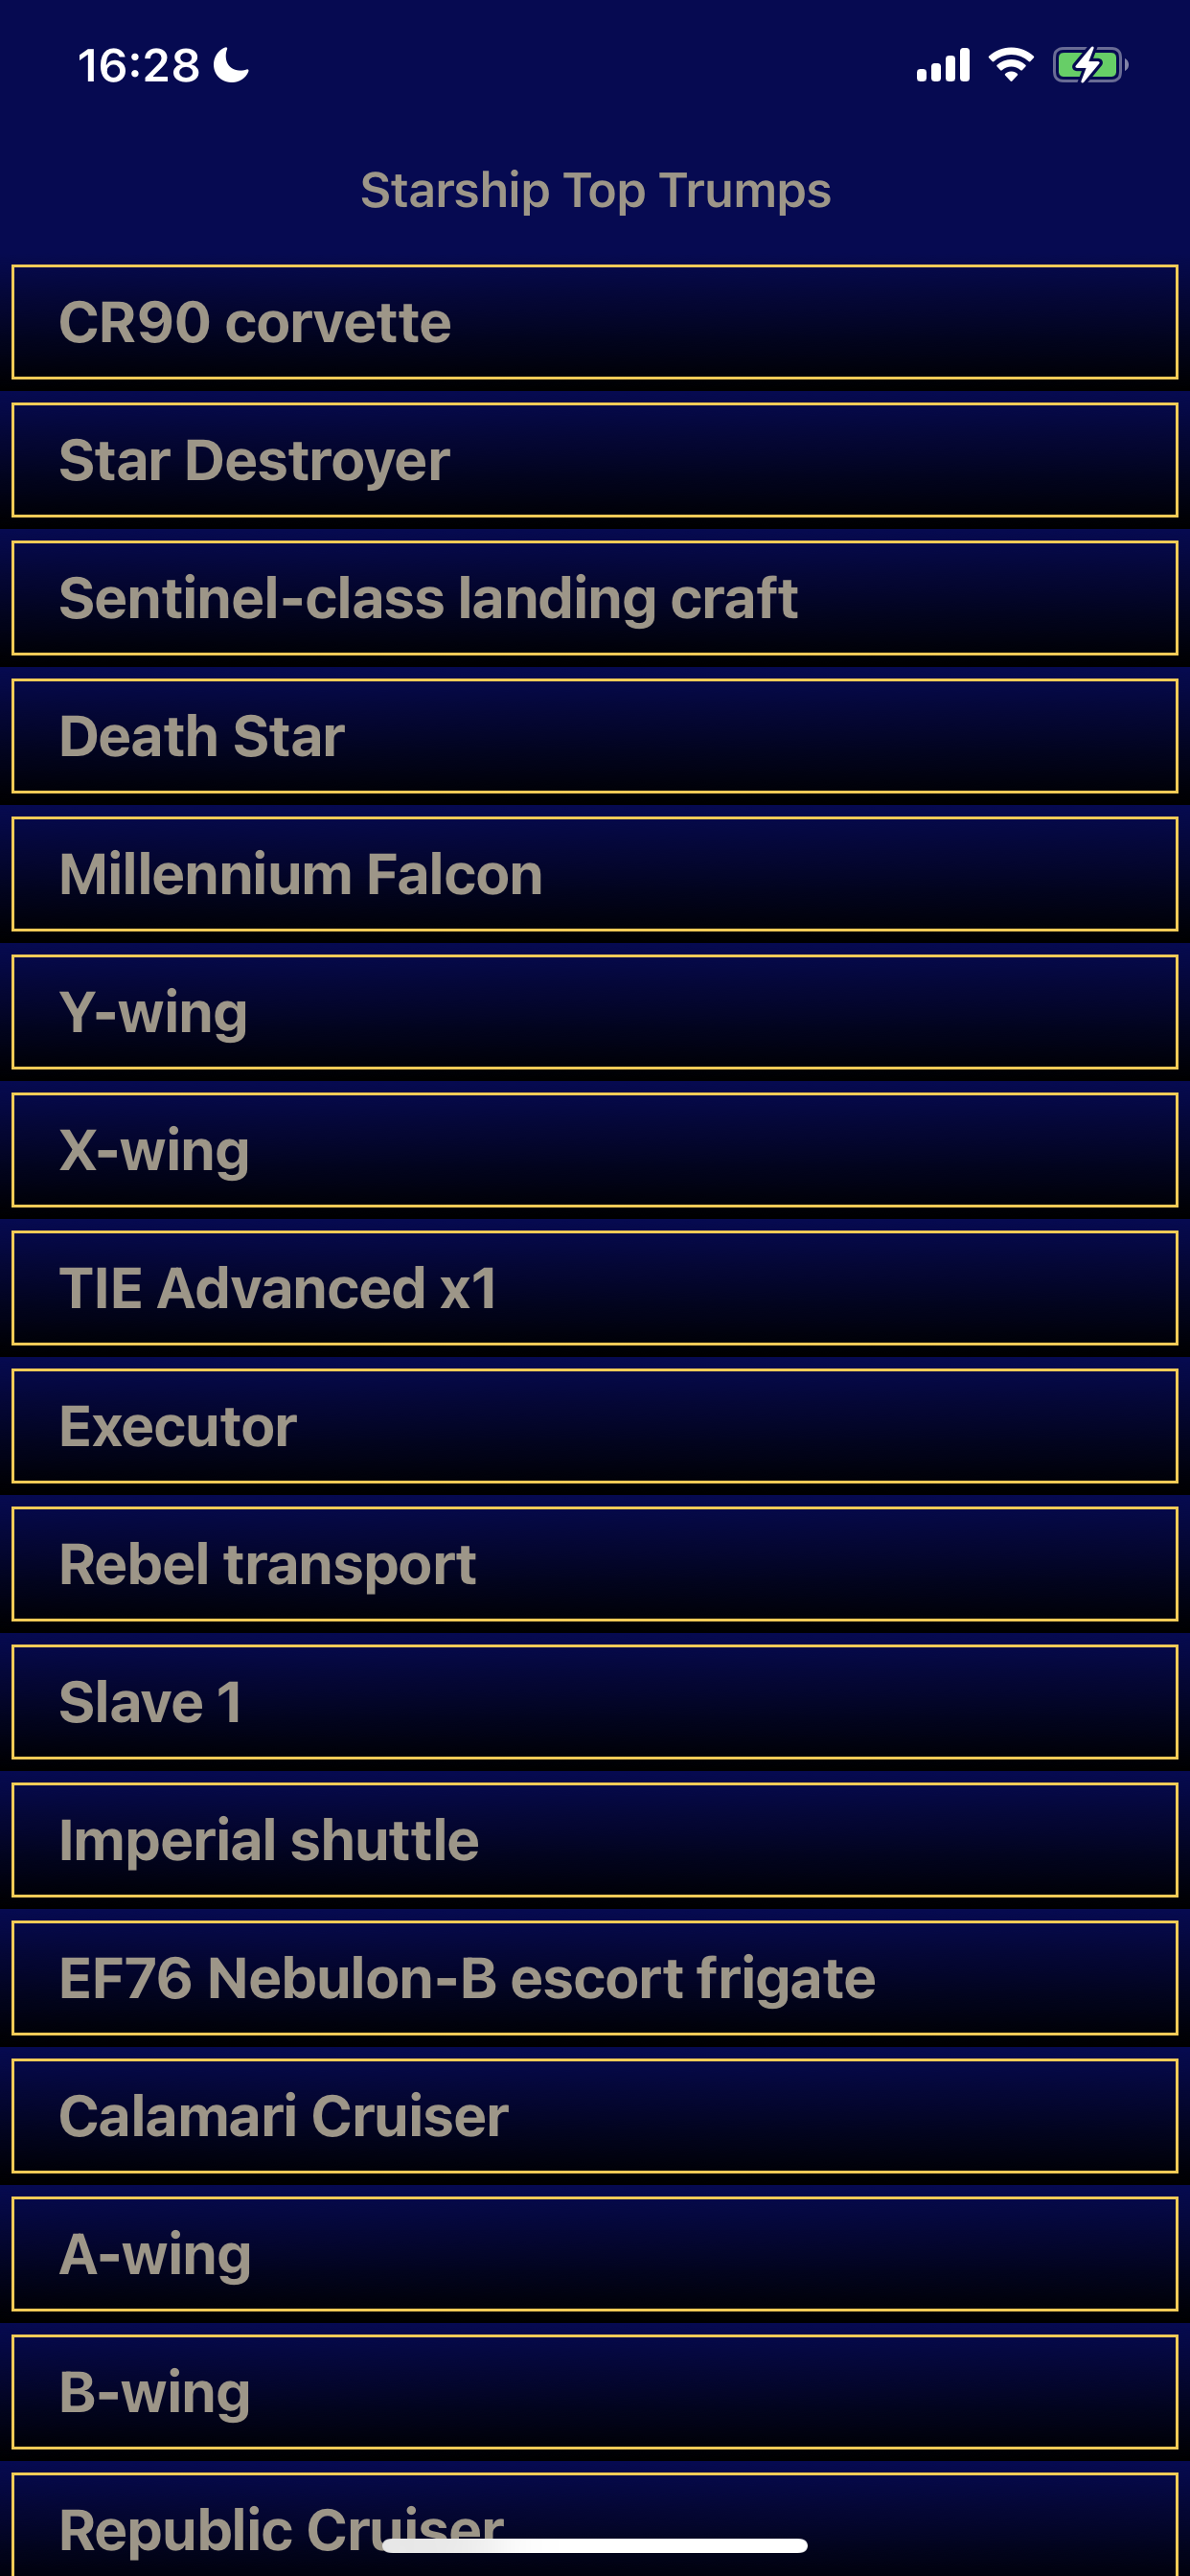 16:28
Starship Top Trumps
CR90 corvette
Star Destroyer
Sentinel-class landing craft
Death Star
Millennium Falcon
Y-wing
X-wing
TIE Advanced x1
Executor
Rebel transport
Slave 1
Imperial shuttle
EF76 Nebulon-B escort frigate
Calamari Cruiser
A-wing
B-wing
Republic Cruiser